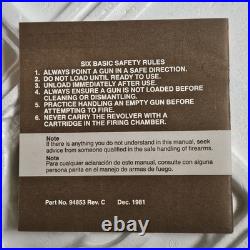 SIX BASIC SAFETY RULES
1. ALWAYS POINT A GUN IN A SAFE DIRECTION.
2. DO NOT LOAD UNTIL READY TO USE.
3. UNLOAD IMMEDIATELY AFTER USE.
4. ALWAYS ENSURE A GUN IS NOT LOADED BEFORE
CLEANING OR DISMANTLING.
5. PRACTICE HANDLING AN EMPTY GUN BEFORE
ATTEMPTING TO USE IT.
6. NEVER CARRY THE REVOLVER WITH A
CARTRIDGE IN THE FIRING CHAMBER.
Note
If there is anything you do not understand in this manual, seek
advice from someone qualified in the safe handling of firearms.
Note
Para cualquier aclaración de este manual, consulte con alguna
persona perita en el manejo de armas de fuego.
Part No. 94853 Rev. C Dec. 1981